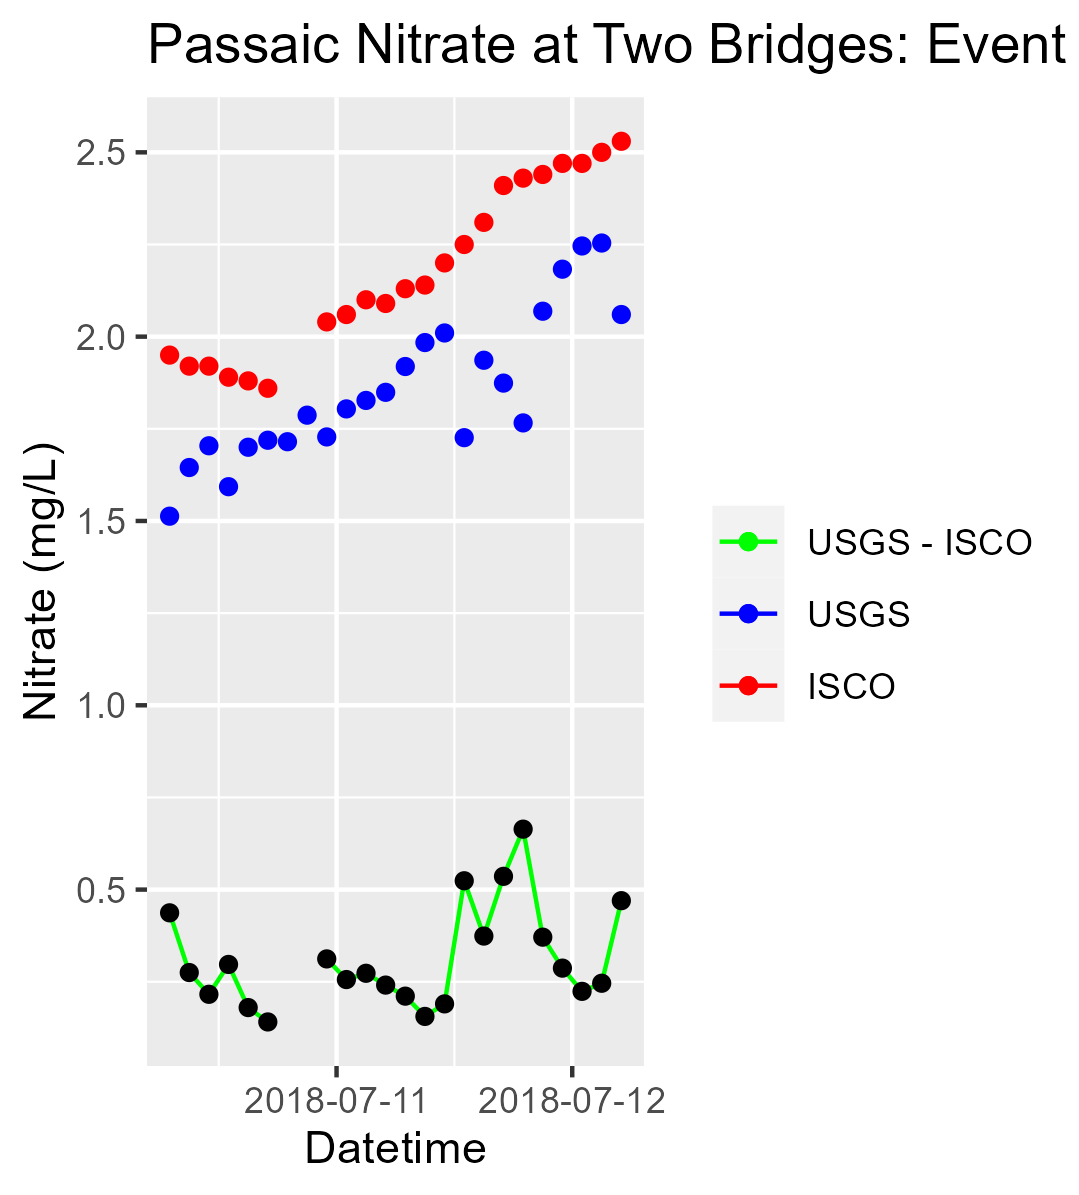 Passaic Nitrate at Two Bridges: Event
2.5
2.0
1.5
1.0
0.5
Nitrate (mg/L)
2018-07-11
2018-07-12
Datetime
USGS - ISCO
USGS
ISCO